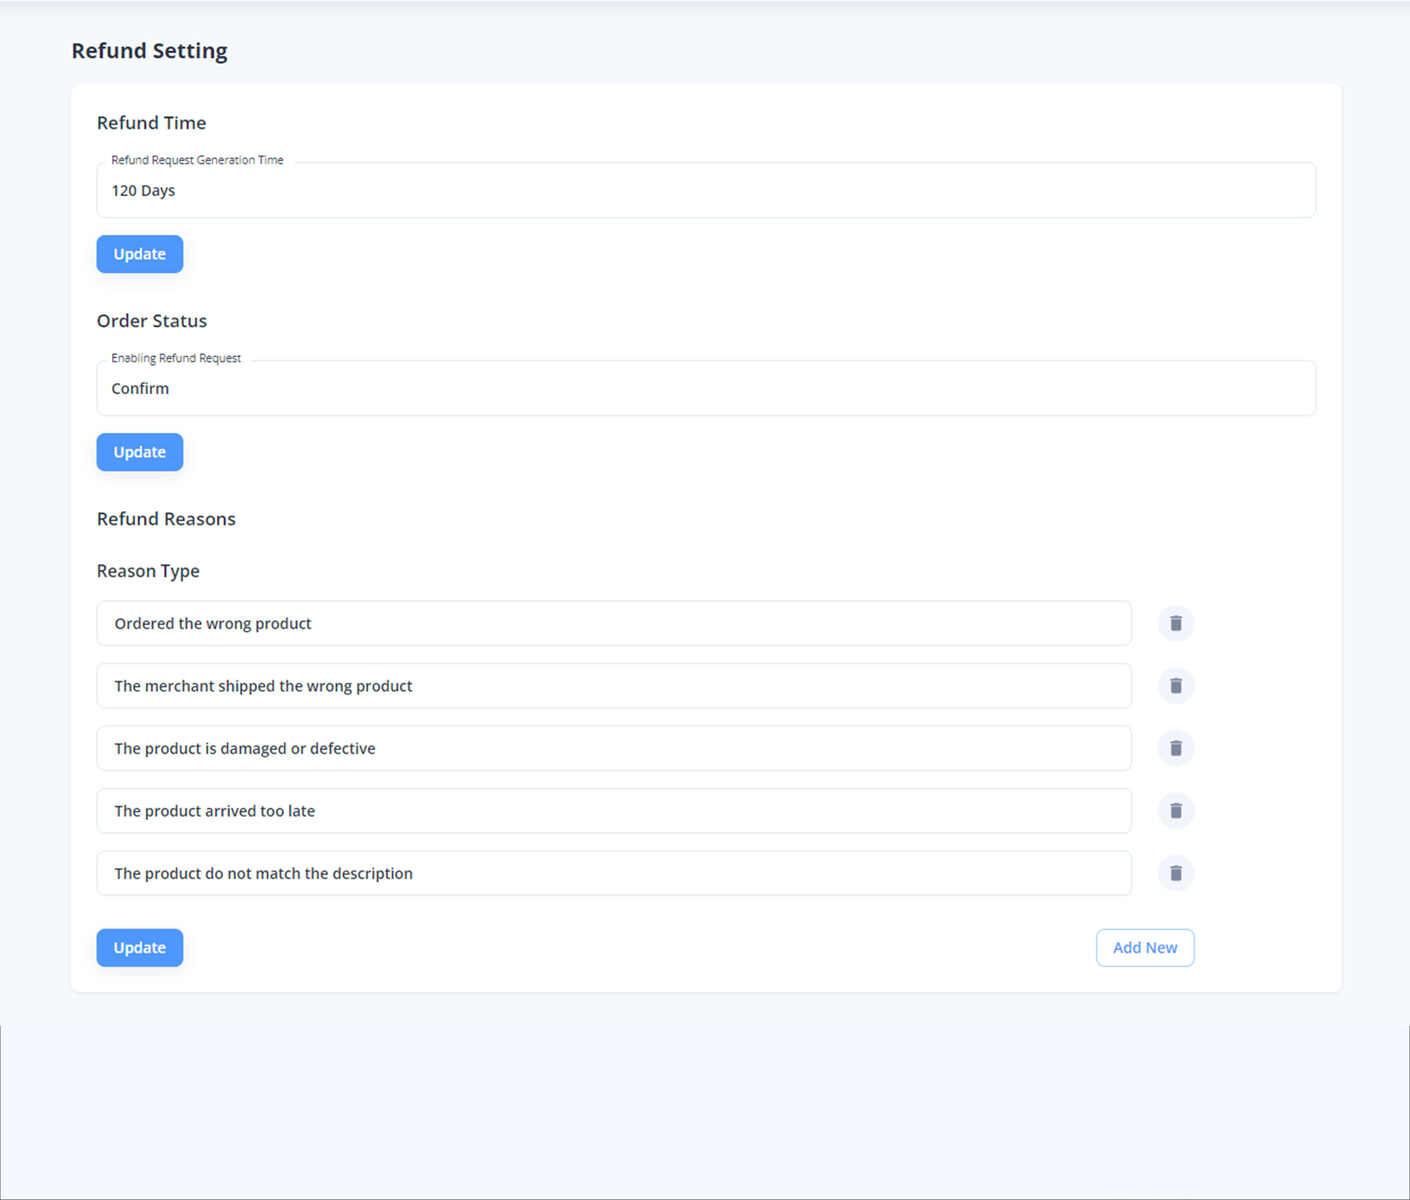 Refund Setting
Refund Time
Refund Request Generation Time
120 Days
Update
Order Status
Enabling Refund Request
Confirm
Update
Refund Reasons
Reason Type
Ordered the wrong product
The merchant shipped the wrong product
The product is damaged or defective
The product arrived too late
The product do not match the description
Update
Add New